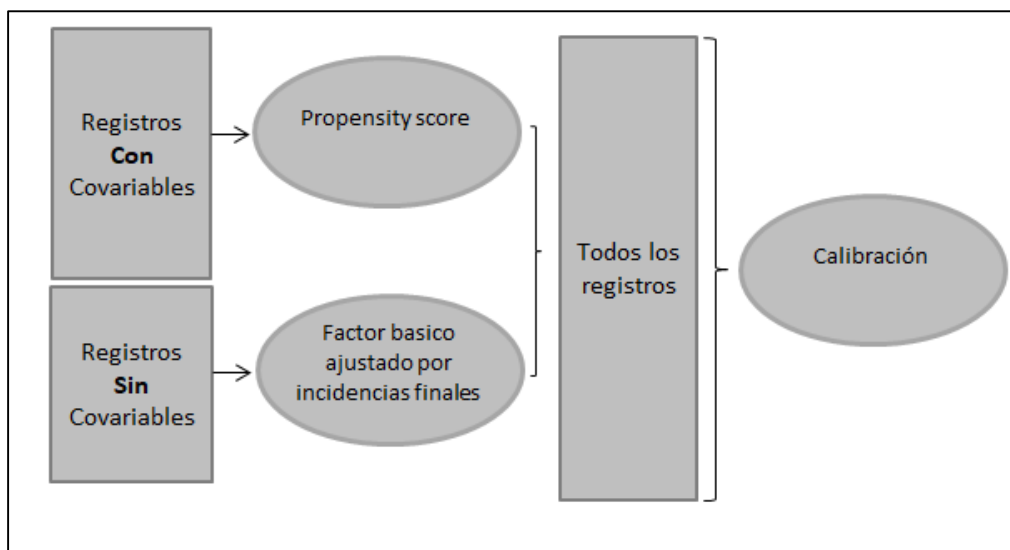 Registros
Con
Covariables
Propensity score
Registros
Sin
Covariables
Factor basico
ajustado por
incidencias finales
Todos los
registros
Calibración